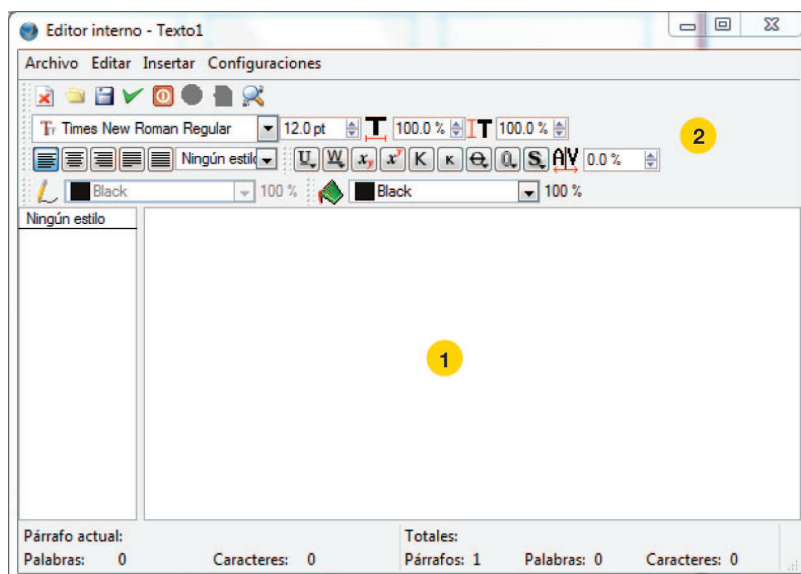 Editor interno - Texto1
Archivo Editar Insertar Configuraciones
Times New Roman Regular 12.0 pt T 100.0 % T 100.0 %
2
Ningún estilo U W x y x y K K O O S A V 0.0 %
Black 100 % Black 100 %
Ningún estilo
1
Párrafo actual: Totales:
Palabras: 0 Caracteres: 0 Párrafos: 1 Palabras: 0 Caracteres: 0